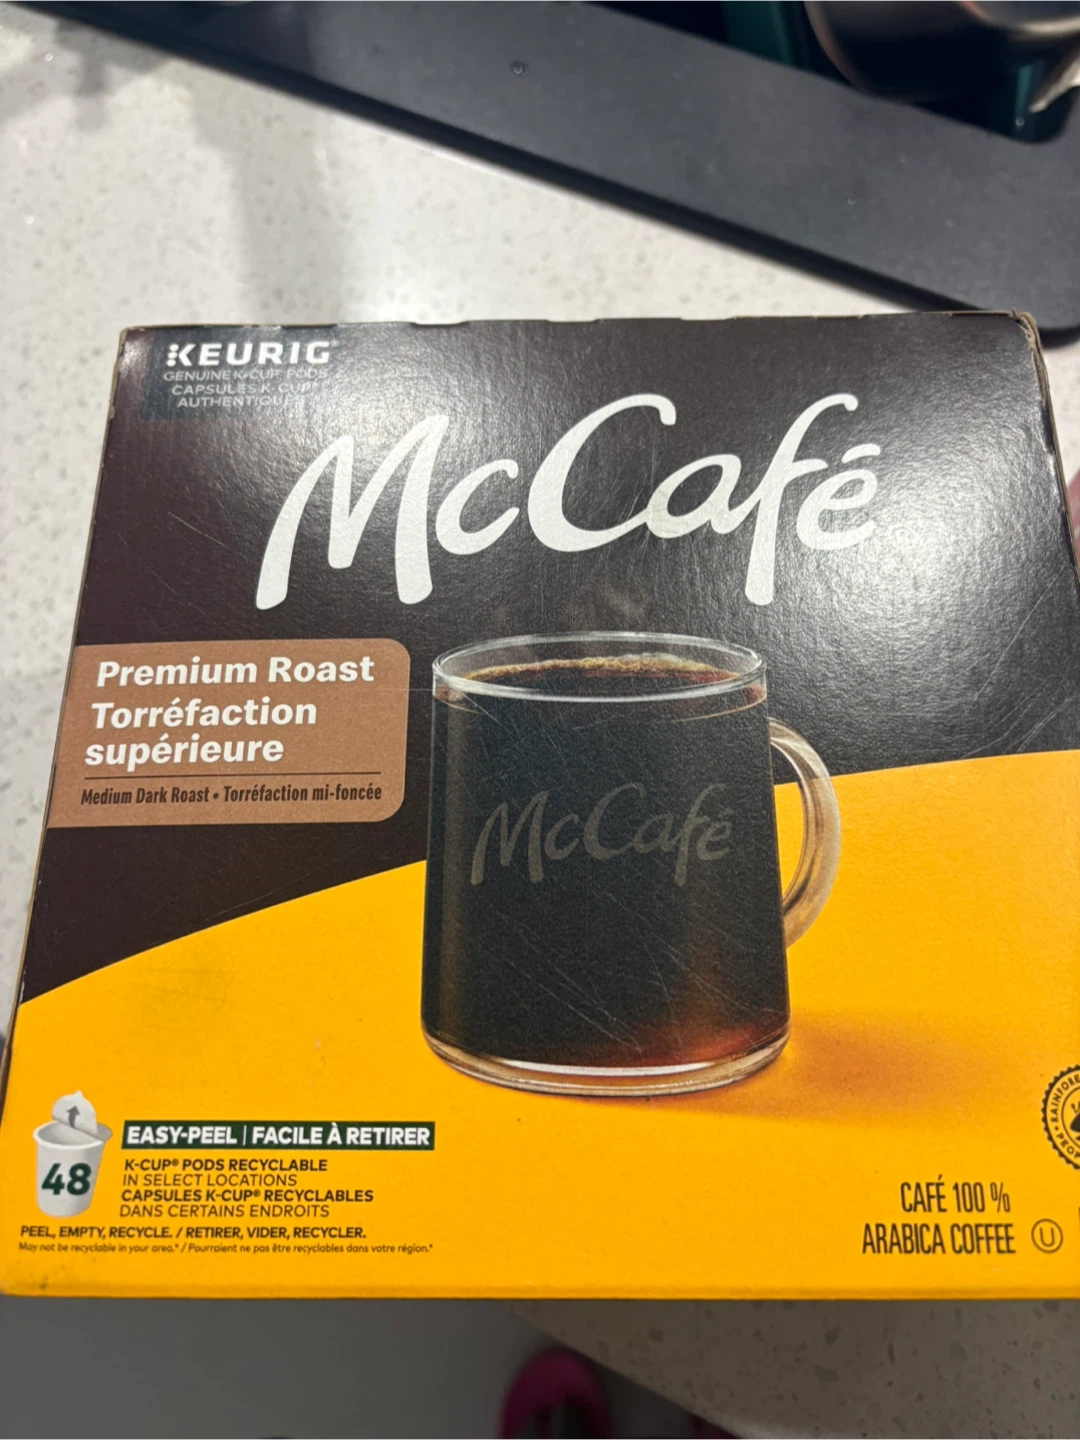 KEURIG
GENUINE K-CUP® PODS
CAPSULES K-CUP®
AUTHENTIQUES
McCafé
Premium Roast
Torréfaction
supérieure
Medium Dark Roast • Torréfaction mi-foncée
McCafé
48
EASY-PEEL | FACILE À RETIRER
K-CUP® PODS RECYCLABLE
IN SELECT LOCATIONS
CAPSULES K-CUP® RECYCLABLES
DANS CERTAINS ENDROITS
PEEL, EMPTY, RECYCLE. / RETIRER, VIDER, RECYCLER.
May not be recyclable in your area.* / Pourraient ne pas être recyclables dans votre région.*
CAFÉ 100 %
ARABICA COFFEE
U